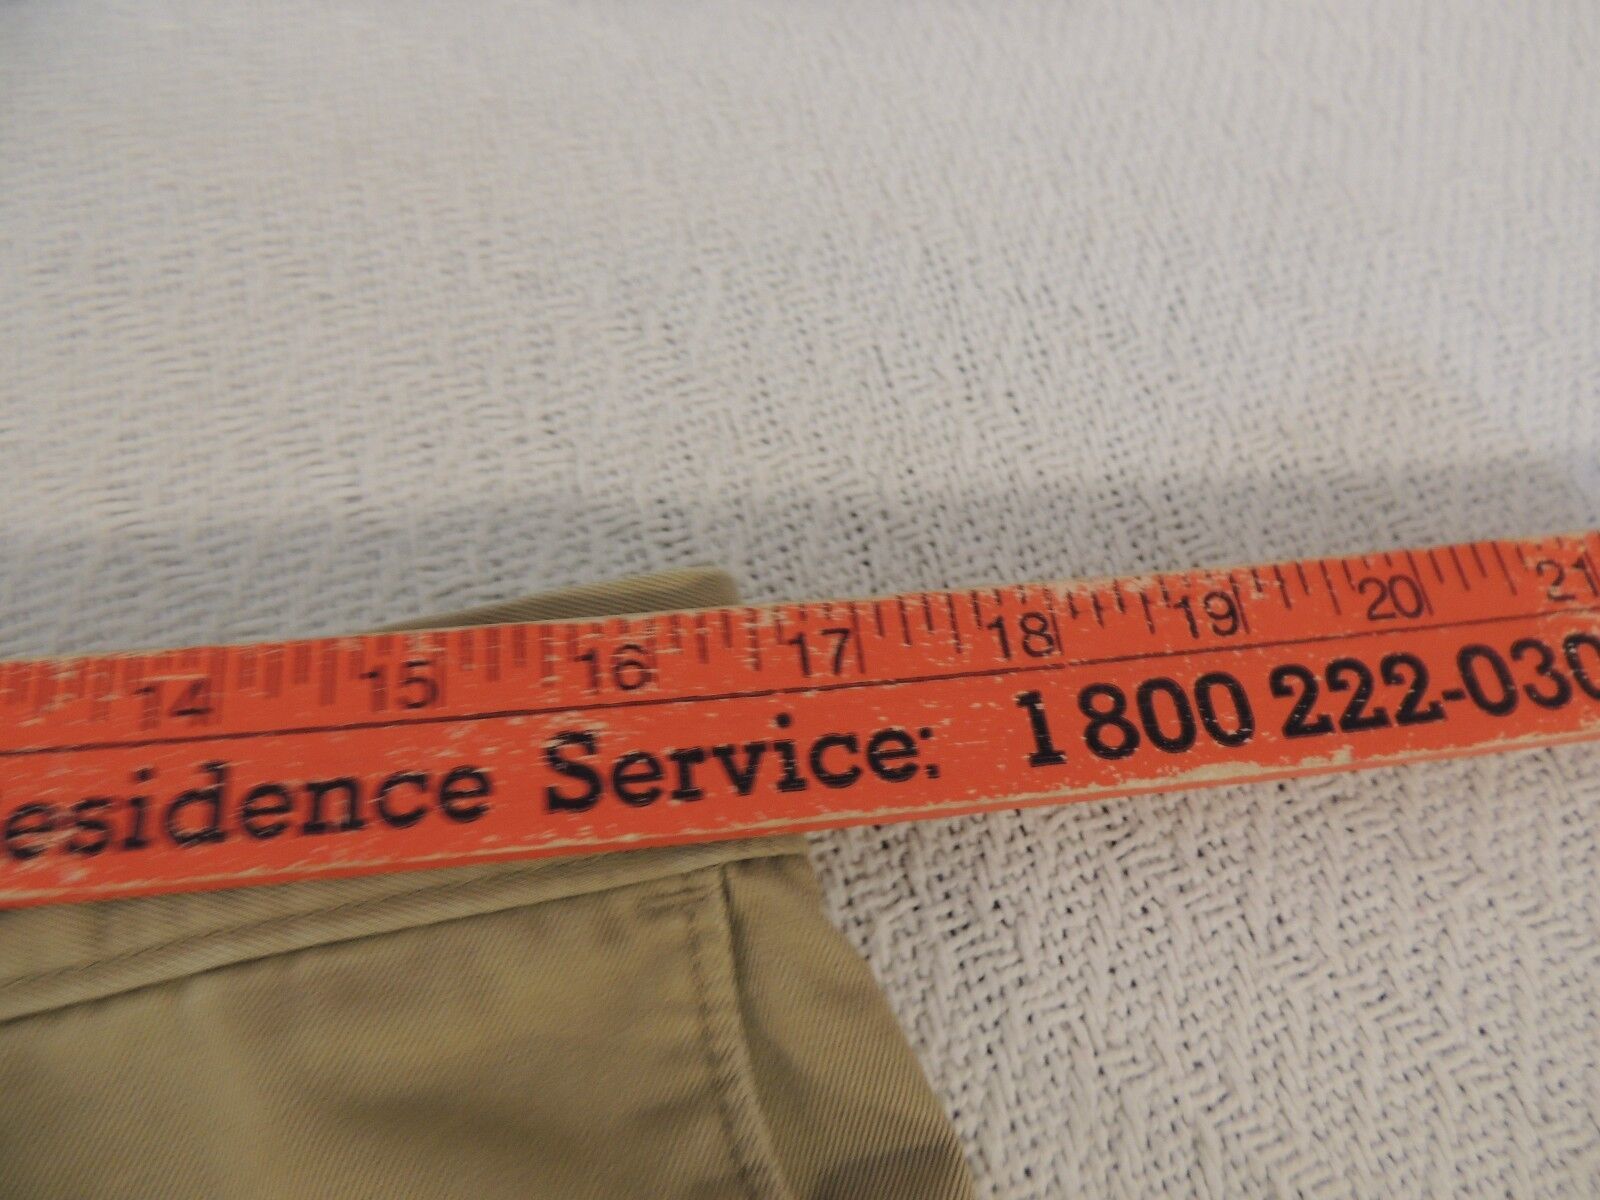 14 15 16 17 18 19 20 21
esidence Service: 1 800 222-030